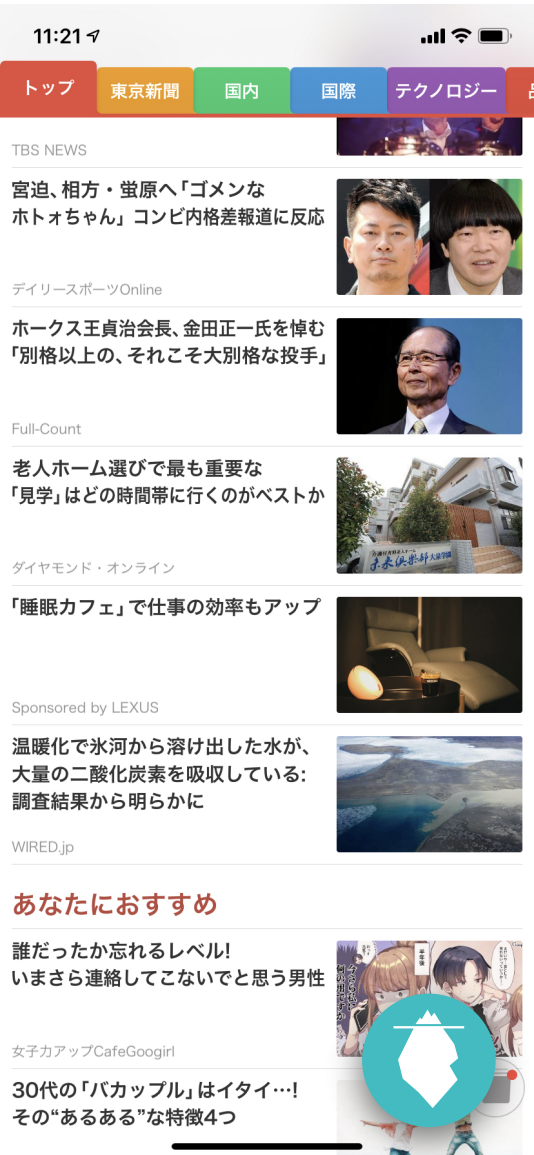 11:21
トップ
東京新聞
国内
国際
テクノロジー
TBS NEWS
宮迫、相方・蛍原へ「ゴメンな
ホトォちゃん」 コンビ内格差報道に反応
デイリースポーツOnline
ホークス王貞治会長、金田正一氏を悼む
「別格以上の、それこそ大別格な投手」
Full-Count
老人ホーム選びで最も重要な
「見学」はどの時間帯に行くのがベストか
ダイヤモンド・オンライン
未来倶楽部 大泉学園
「睡眠カフェ」で仕事の効率もアップ
Sponsored by LEXUS
温暖化で氷河から溶け出した水が、
大量の二酸化炭素を吸収している:
調査結果から明らかに
WIRED.jp
あなたにおすすめ
誰だったか忘れるレベル!
いまさら連絡してこないでと思う男性
半年後
女子力アップCafeGoogirl
30代の「バカップル」はイタイ…!
その“あるある”な特徴4つ